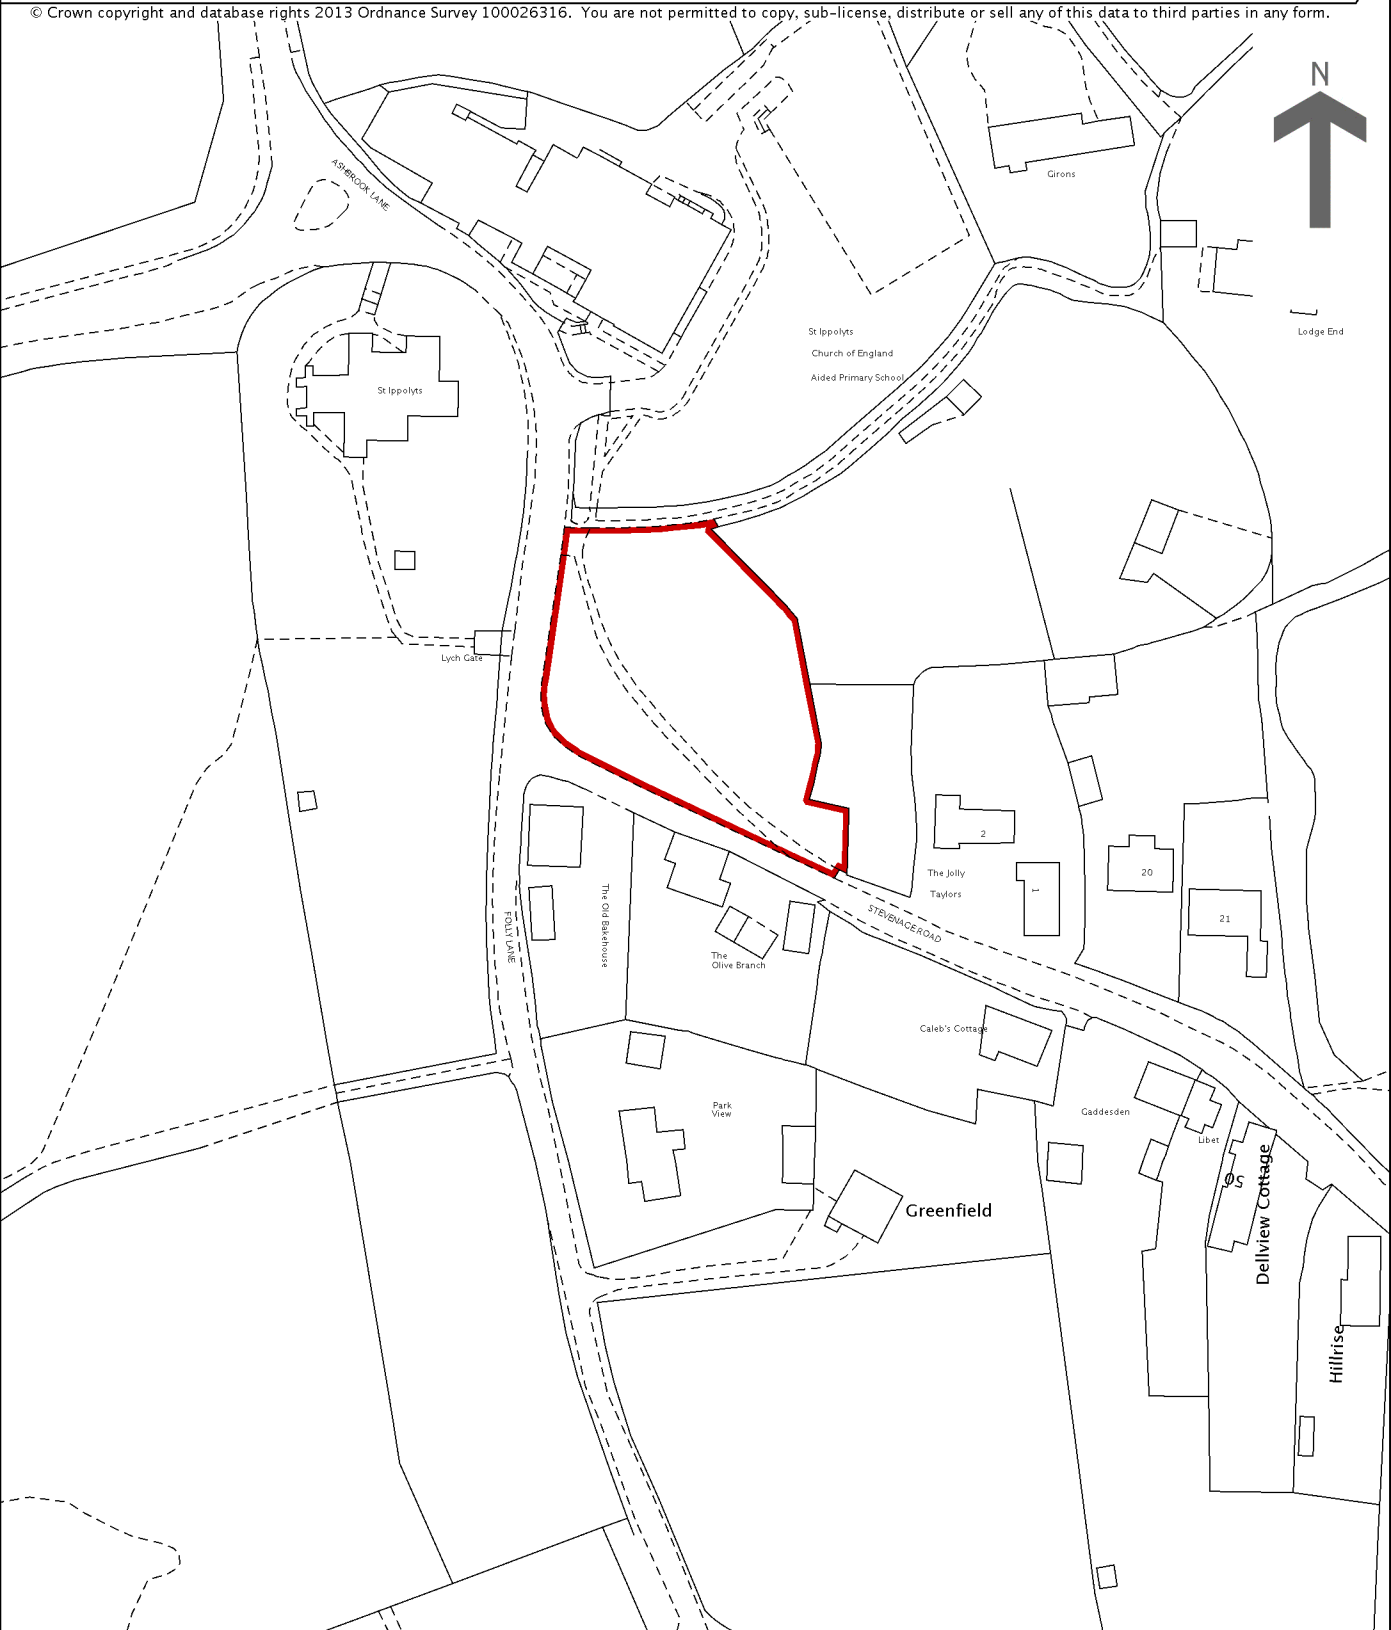 © Crown copyright and database rights 2013 Ordnance Survey 100026316. You are not permitted to copy, sub-license, distribute or sell any of this data to third parties in any form.
N
ASHBROOK LANE
Girons
St Ippolyts
Church of England
Aided Primary School
Lodge End
St Ippolyts
Lych Gate
2
The Jolly
Taylors
1
20
21
The Old Bakehouse
FOLLY LANE
The
Olive Branch
STEVENAGE ROAD
Caleb's Cottage
Park
View
Gaddesden
Libet
50
Dellview Cottage
Greenfield
Hillrise